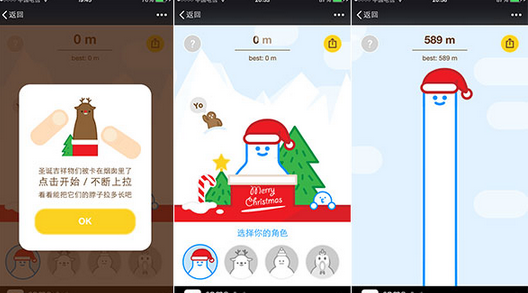 返回
0 m
best: 0 m
圣诞吉祥物们被卡在烟囱里了
点击开始 / 不断上拉
看看能把它们的脖子拉多长吧
OK
返回
0 m
best: 0 m
Yo
Merry
Christmas
选择你的角色
返回
589 m
best: 589 m